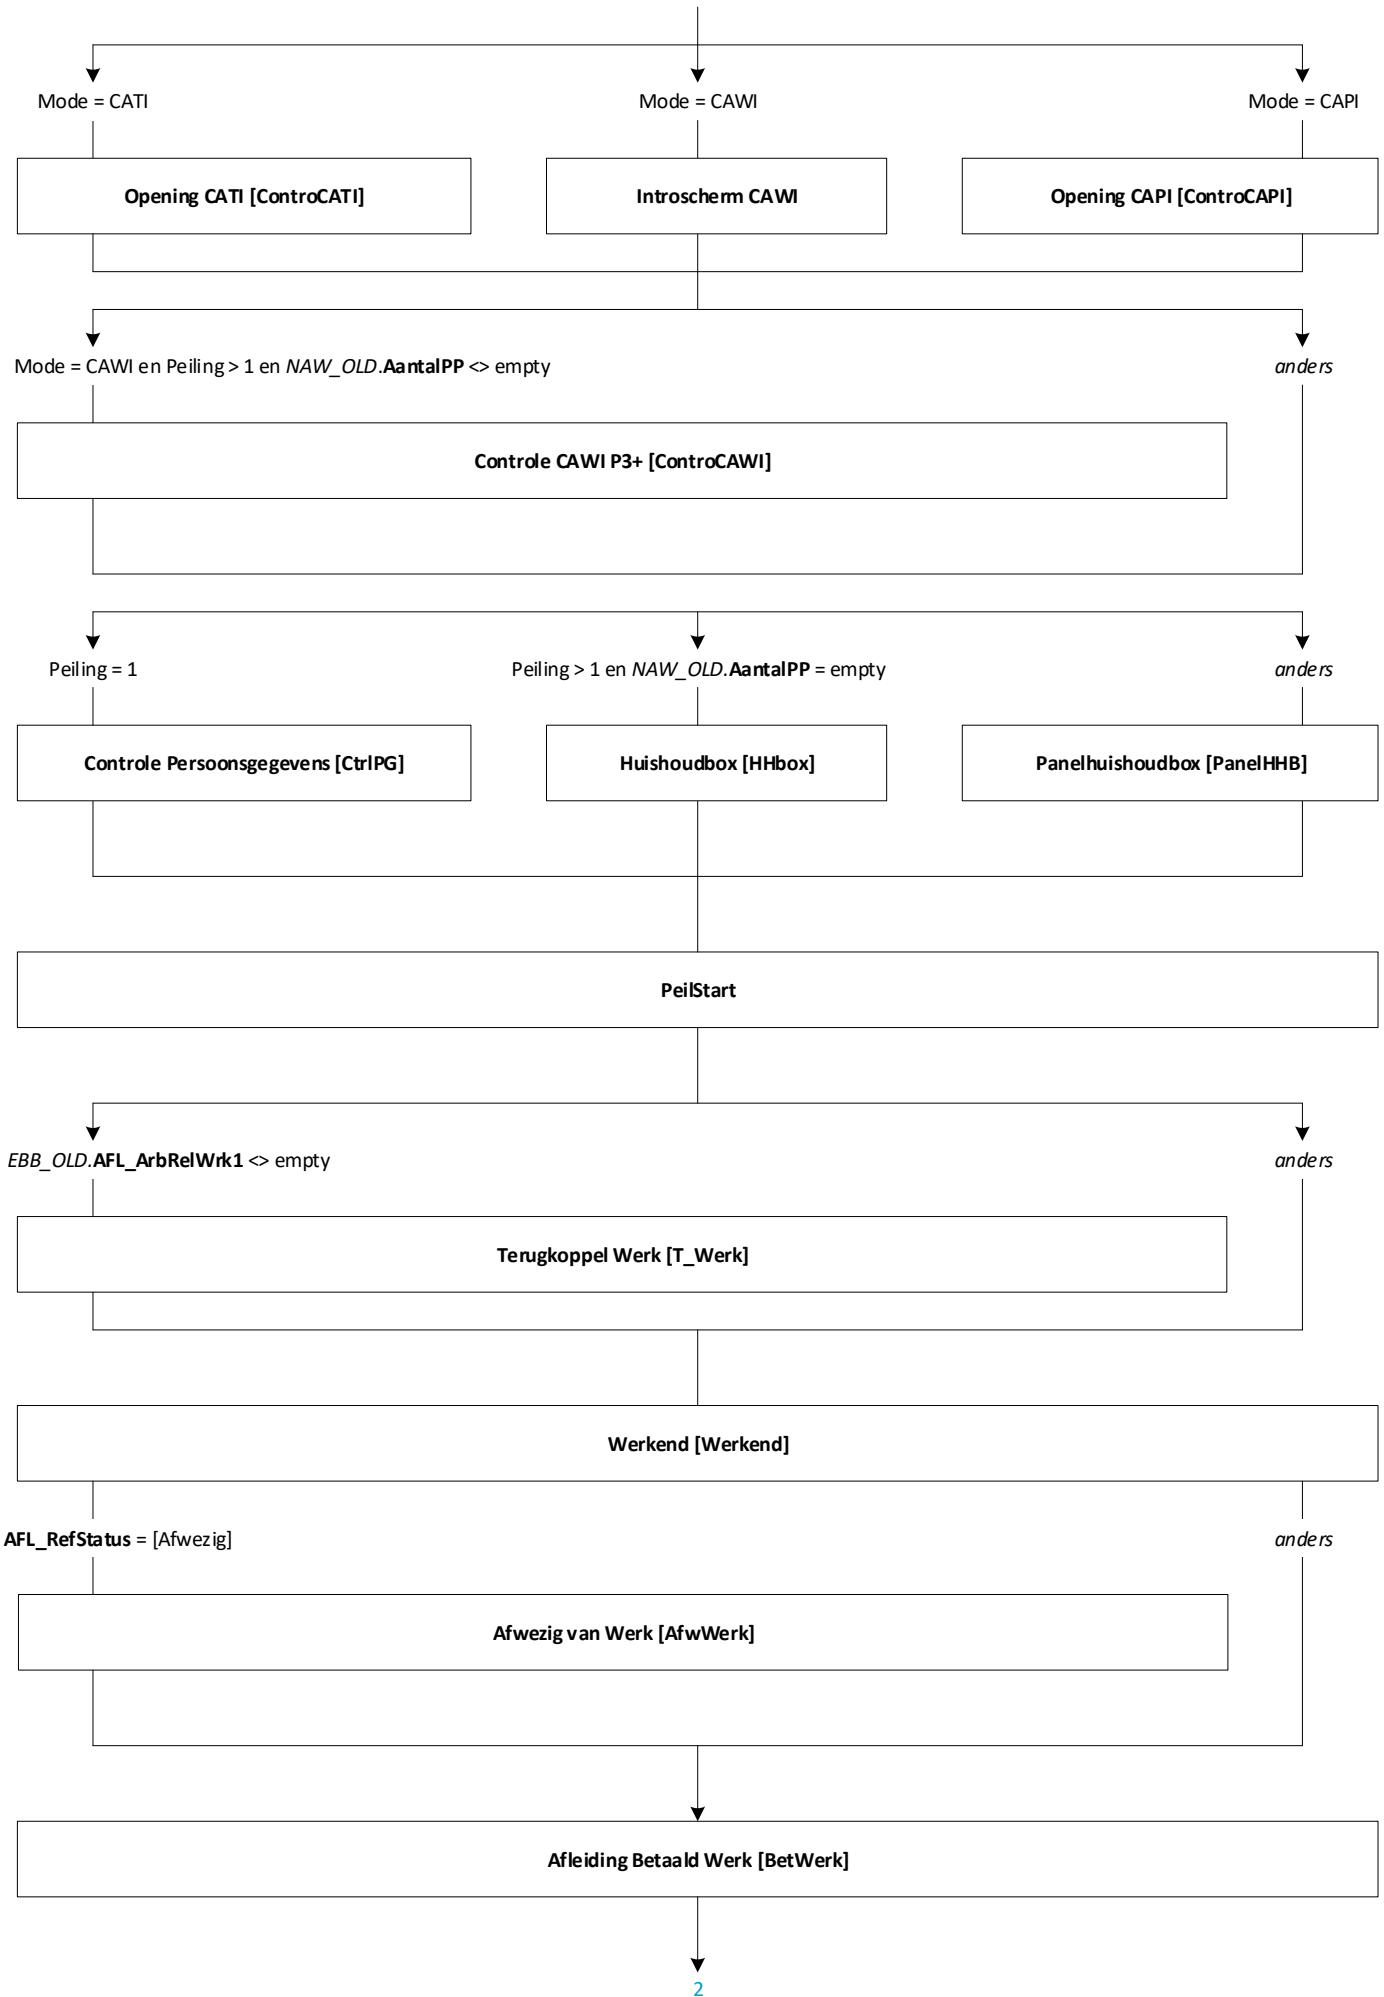 Mode = CATI
Mode = CAWI
Mode = CAPI
Opening CATI [ControCATI]
Introscherm CAWI
Opening CAPI [ControCAPI]
Mode = CAWI en Peiling > 1 en NAW_OLD.AantalPP <> empty
anders
Controle CAWI P3+ [ControCAWI]
Peiling = 1
Peiling > 1 en NAW_OLD.AantalPP = empty
anders
Controle Persoonsgegevens [CtrlPG]
Huishoudbox [HHbox]
Panelhuishoudbox [PanelHHB]
PeilStart
EBB_OLD.AFL_ArbRelWrk1 <> empty
anders
Terugkoppel Werk [T_Werk]
Werkend [Werkend]
AFL_RefStatus = [Afwezig]
anders
Afwezig van Werk [AfwWerk]
Afleiding Betaald Werk [BetWerk]
2